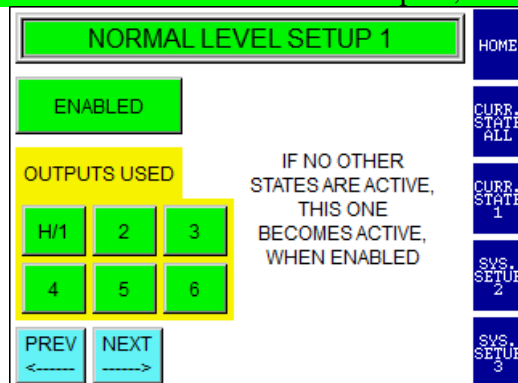 NORMAL LEVEL SETUP 1
ENABLED
OUTPUTS USED
H/1 2 3
4 5 6
PREV NEXT
<------ ------>
IF NO OTHER
STATES ARE ACTIVE,
THIS ONE
BECOMES ACTIVE,
WHEN ENABLED
HOME
CURR.
STATE
ALL
CURR.
STATE
1
SYS.
SETUP
2
SYS.
SETUP
3